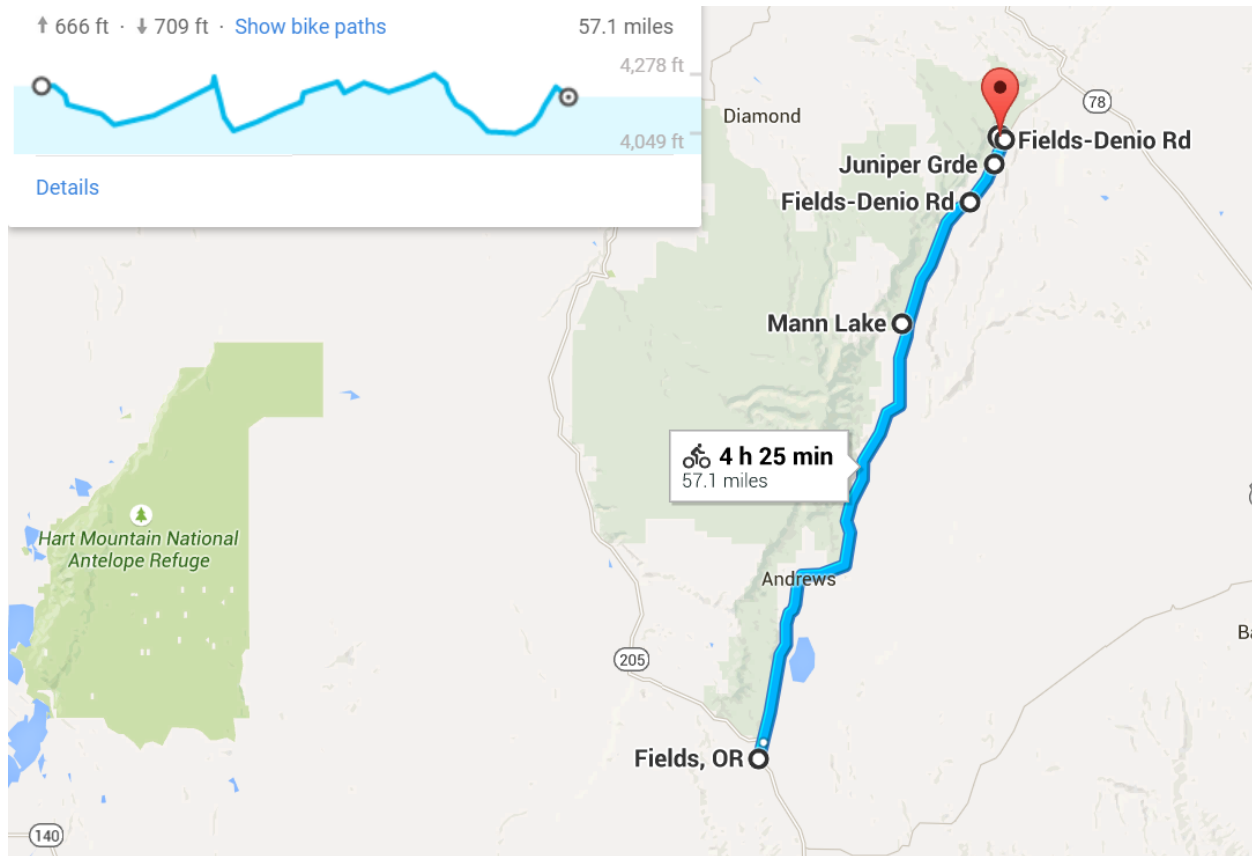 ↑ 666 ft · ↓ 709 ft · Show bike paths
57.1 miles
4,278 ft
4,049 ft
Details
Diamond
78
Fields-Denio Rd
Juniper Grde
Fields-Denio Rd
Mann Lake
4 h 25 min
57.1 miles
Hart Mountain National
Antelope Refuge
Andrews
Ba
205
Fields, OR
140